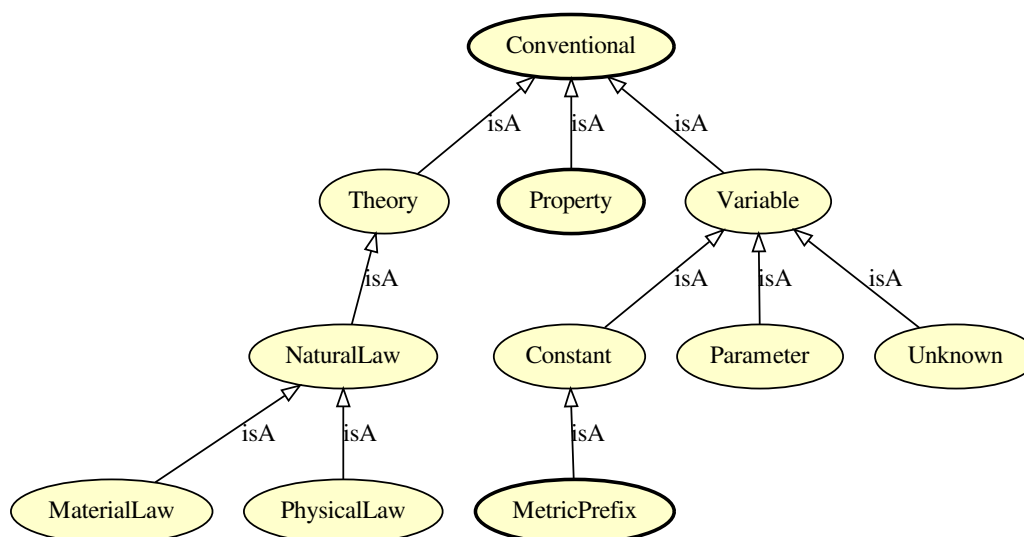 Conventional
isA
isA
isA
Theory
Property
Variable
isA
isA
isA
isA
NaturalLaw
Constant
Parameter
Unknown
isA
isA
isA
MaterialLaw
PhysicalLaw
MetricPrefix